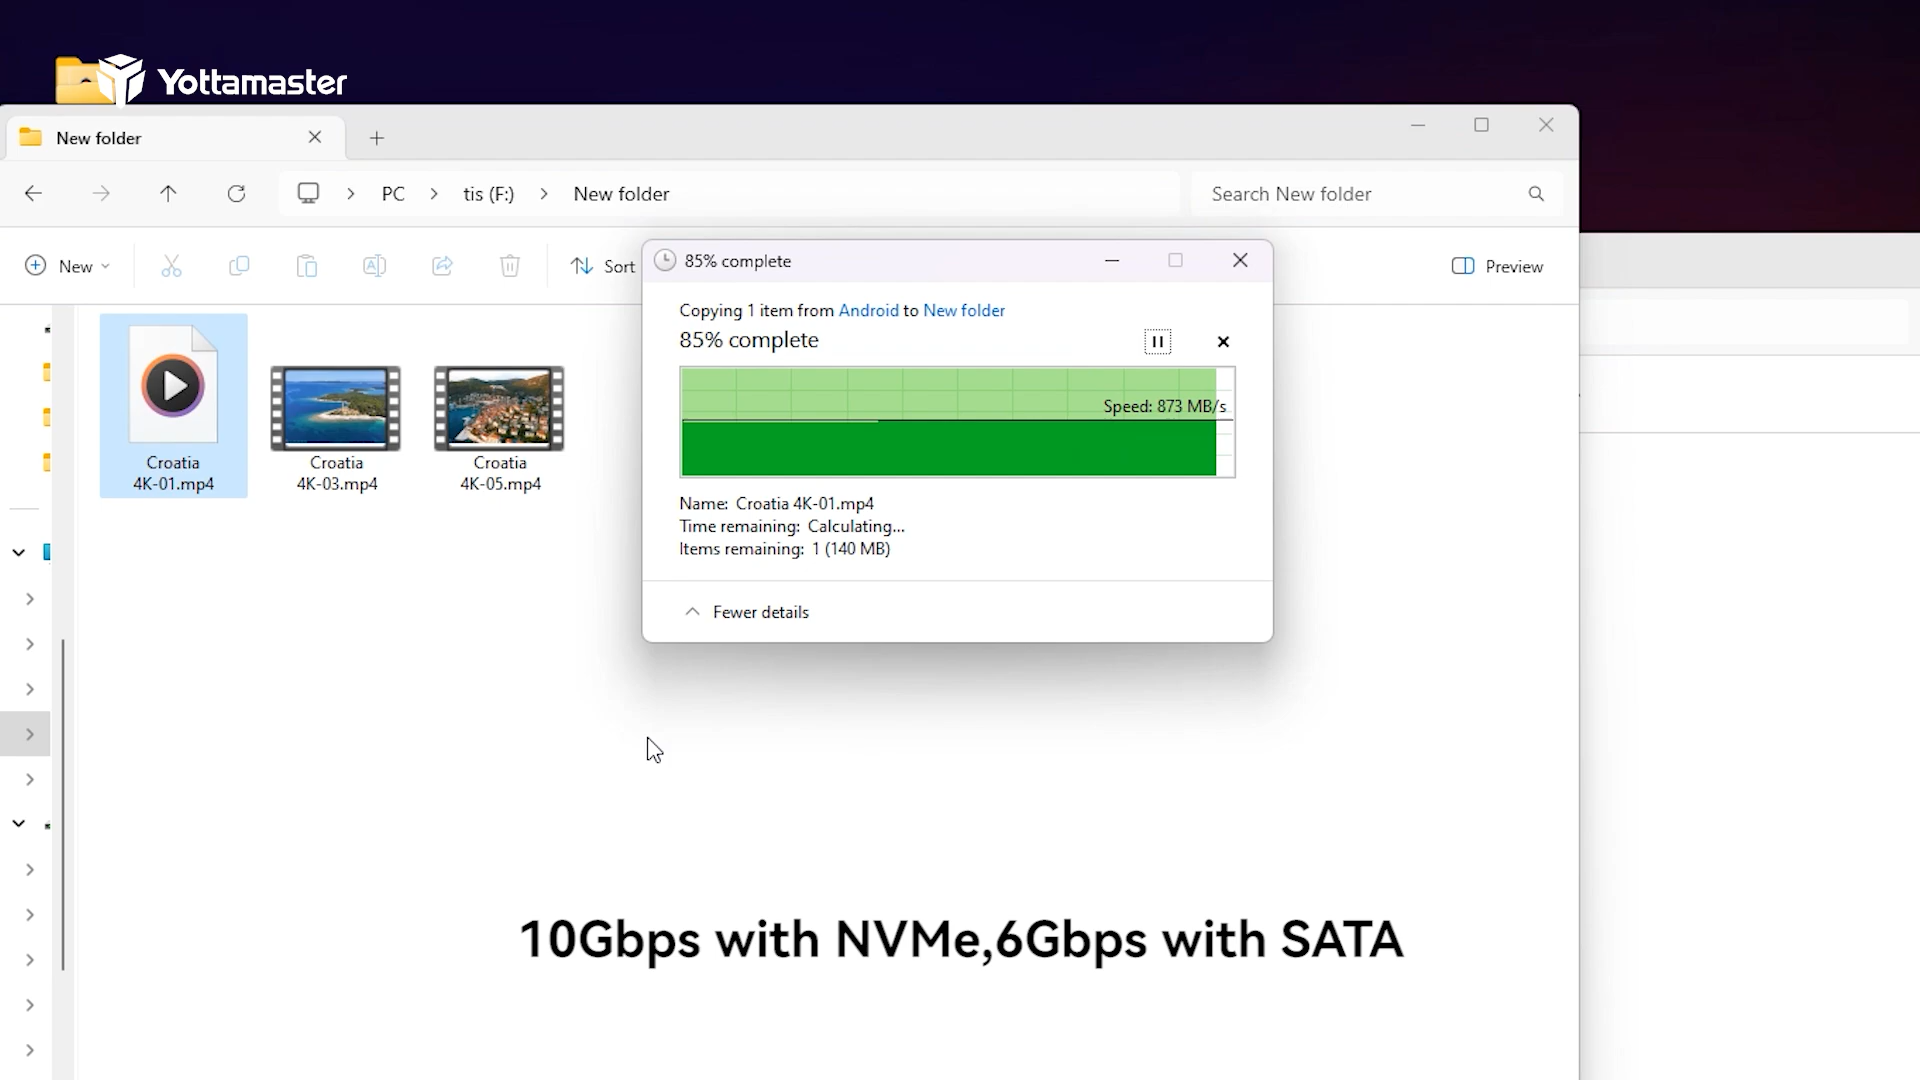 Yottamaster
New folder
PC
tis (F:)
New folder
Search New folder
New
Sort
Preview
85% complete
Copying 1 item from Android to New folder
85% complete
Speed: 873 MB/s
Name: Croatia 4K-01.mp4
Time remaining: Calculating...
Items remaining: 1 (140 MB)
Fewer details
Croatia
4K-01.mp4
Croatia
4K-03.mp4
Croatia
4K-05.mp4
10Gbps with NVMe,6Gbps with SATA